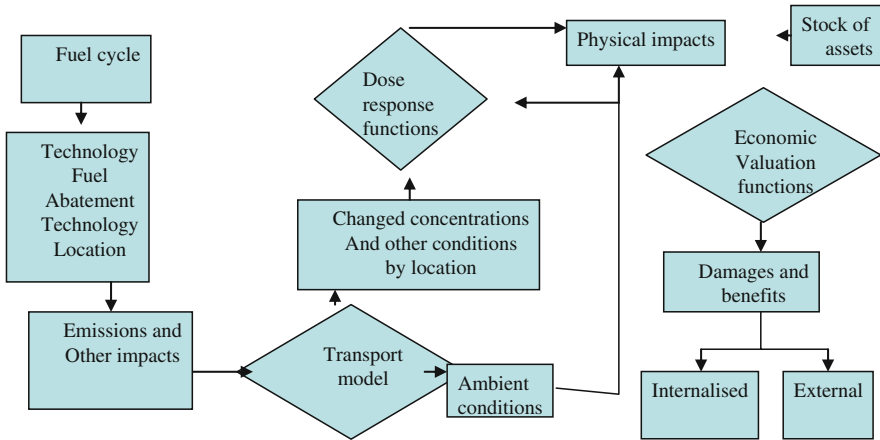 Fuel cycle
Technology
Fuel
Abatement
Technology
Location
Emissions and
Other impacts
Transport
model
Changed concentrations
And other conditions
by location
Dose
response
functions
Ambient
conditions
Physical impacts
Stock of
assets
Economic
Valuation
functions
Damages and
benefits
Internalised
External